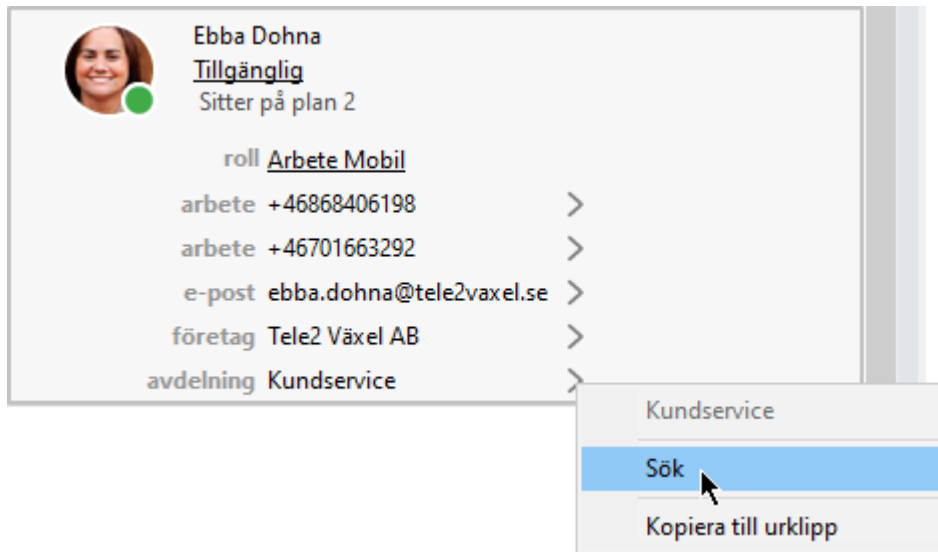 Ebba Dohna
Tillgänglig
Sitter på plan 2
roll Arbete Mobil
arbete +46868406198
arbete +46701663292
e-post ebba.dohna@tele2vaxel.se
företag Tele2 Växel AB
avdelning Kundservice
Kundservice
Sök
Kopiera till urklipp